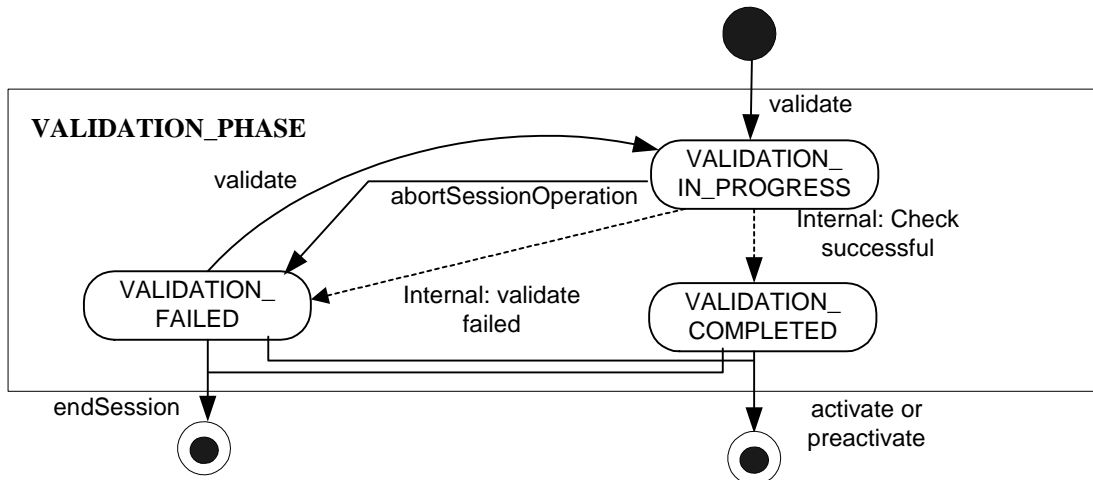 validate
VALIDATION_PHASE
VALIDATION_
IN_PROGRESS
validate
abortSessionOperation
Internal: Check
successful
VALIDATION_
FAILED
Internal: validate
failed
VALIDATION_
COMPLETED
endSession
activate or
preactivate